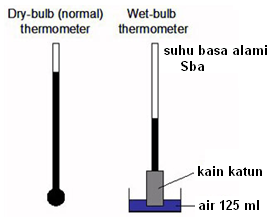 Dry-bulb (normal)
thermometer
Wet-bulb
thermometer
suhu basa alami
Sba
kain katun
air 125 ml